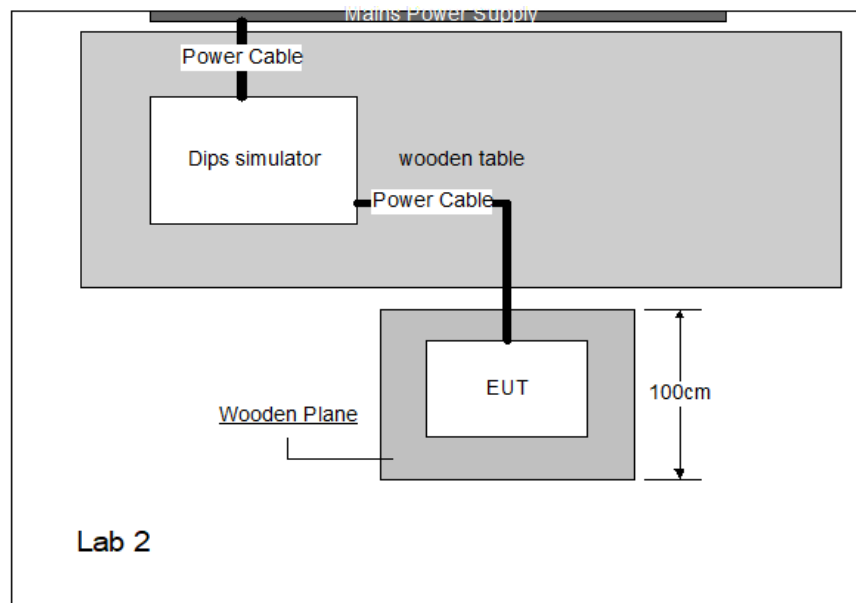 Mains Power Supply
Power Cable
Dips simulator
wooden table
Power Cable
EUT
100cm
Wooden Plane
Lab 2